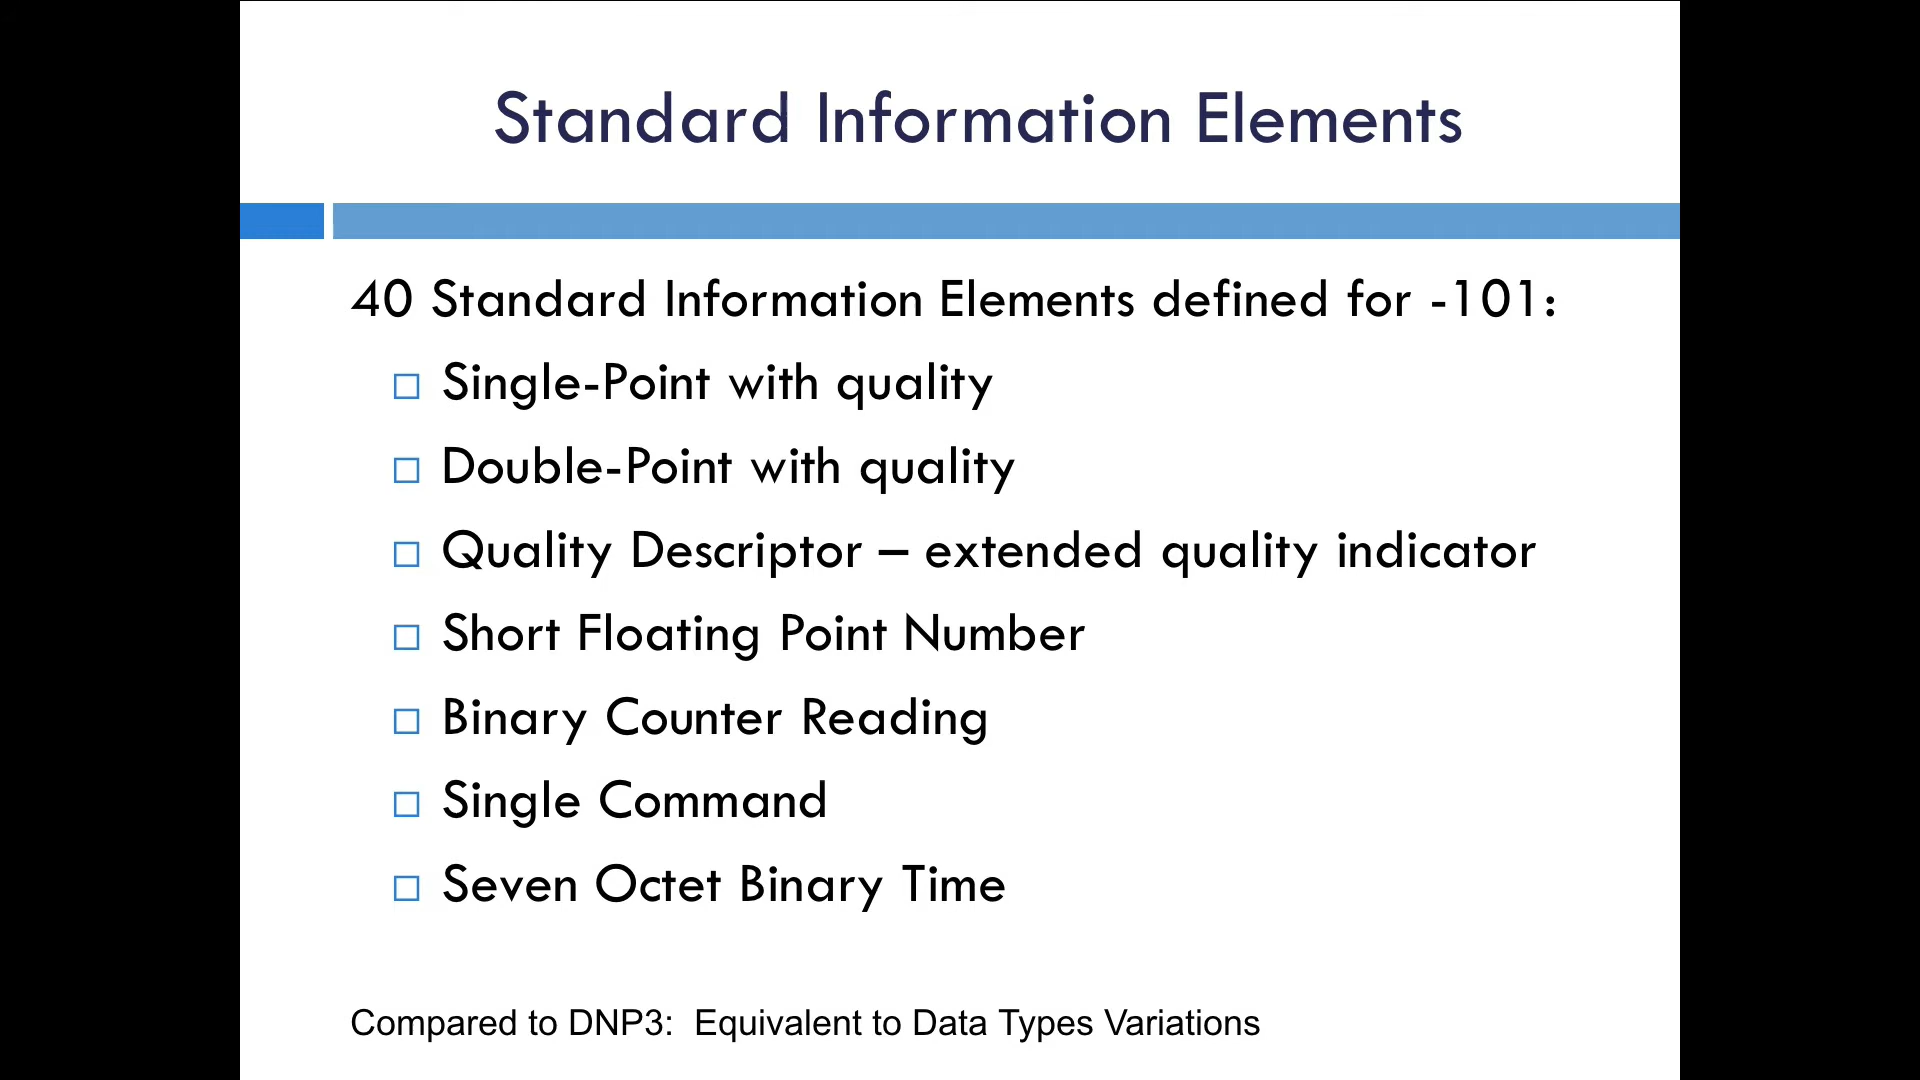 Standard Information Elements
40 Standard Information Elements defined for -101:
Single-Point with quality
Double-Point with quality
Quality Descriptor – extended quality indicator
Short Floating Point Number
Binary Counter Reading
Single Command
Seven Octet Binary Time
Compared to DNP3:  Equivalent to Data Types Variations